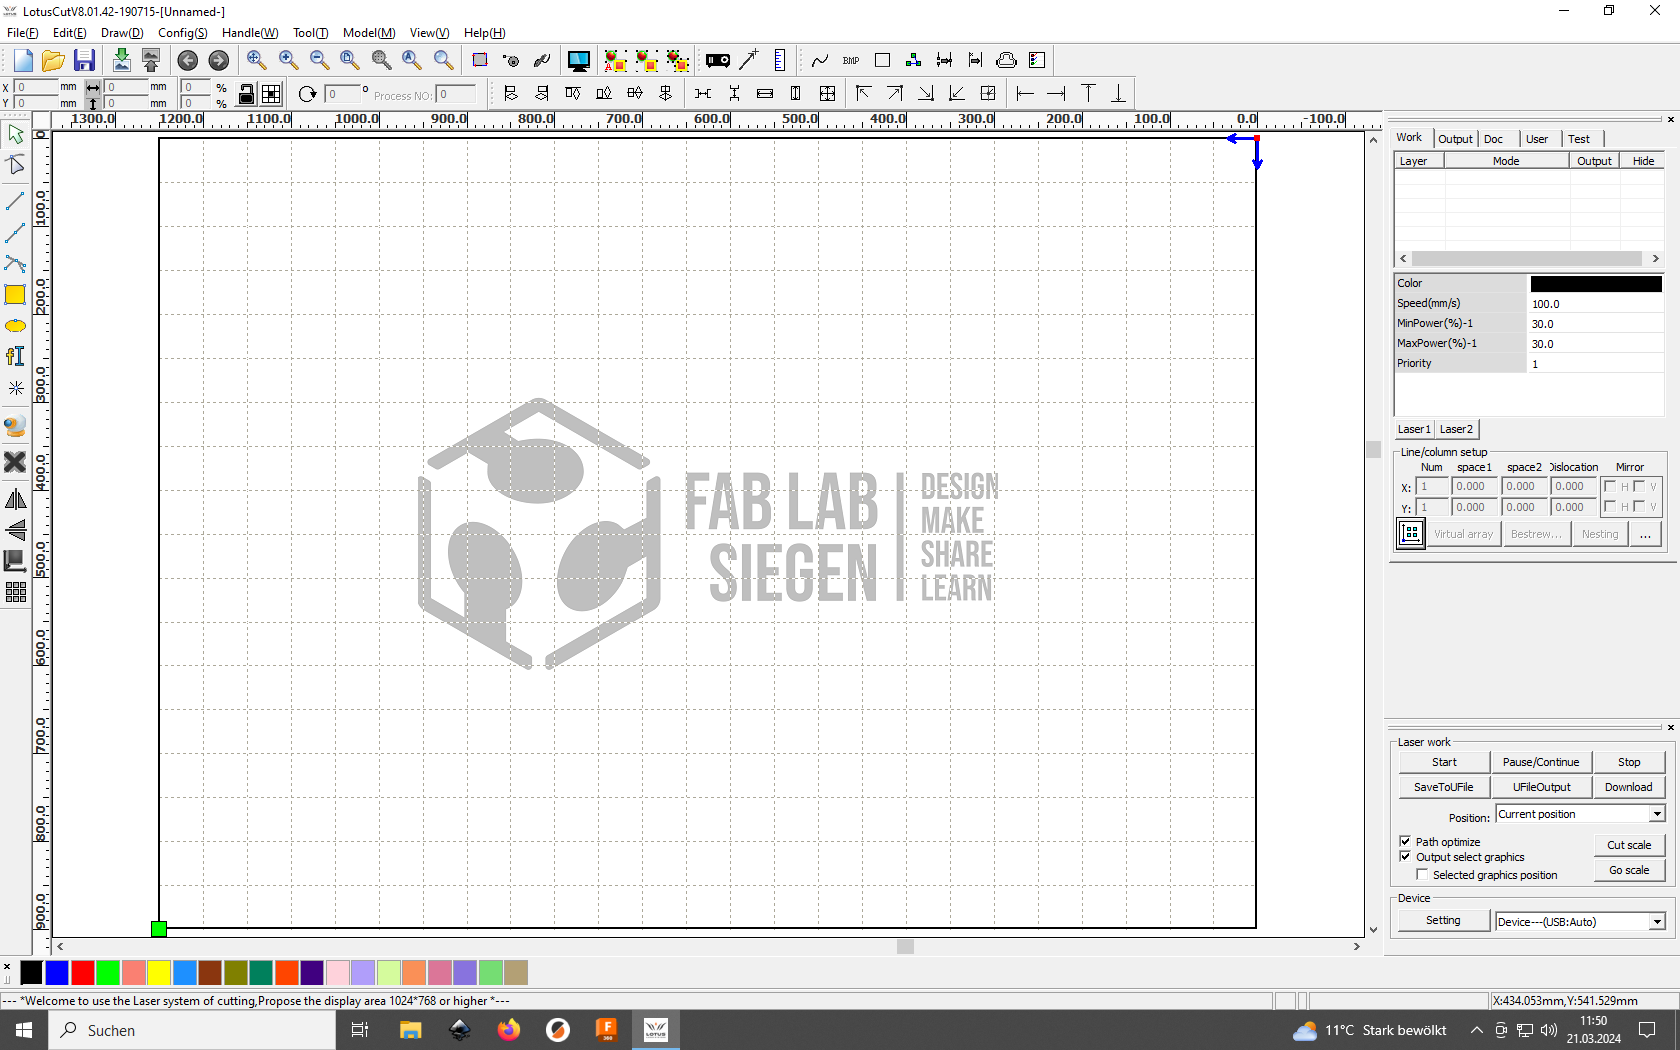 LotusCutV8.01.42-190715-[Unnamed-]
File(F) Edit(E) Draw(D) Config(S) Handle(W) Tool(T) Model(M) View(V) Help(H)
BMP
X 0 mm 0 mm 0 %
Y 0 mm 0 mm 0 %
0 ° Process NO: 0
1300.0 1200.0 1100.0 1000.0 900.0 800.0 700.0 600.0 500.0 400.0 300.0 200.0 100.0 0.0 -100.0
0
100.0
200.0
300.0
400.0
500.0
600.0
700.0
800.0
900.0
FAB LAB
SIEGEN
DESIGN
MAKE
SHARE
LEARN
Work Output Doc User Test
Layer Mode Output Hide
Color
Speed(mm/s) 100.0
MinPower(%)-1 30.0
MaxPower(%)-1 30.0
Priority 1
Laser1 Laser2
Line/column setup
Num space1 space2 Dislocation Mirror
X: 1 0.000 0.000 0.000 H V
Y: 1 0.000 0.000 0.000 H V
Virtual array Bestrew... Nesting ...
Laser work
Start Pause/Continue Stop
SaveToUFile UFileOutput Download
Position: Current position
Path optimize
Output select graphics
Selected graphics position
Cut scale
Go scale
Device
Setting Device---(USB:Auto)
--- *Welcome to use the Laser system of cutting,Propose the display area 1024*768 or higher *---
X:434.053mm,Y:541.529mm
Suchen
11°C Stark bewölkt
11:50
21.03.2024